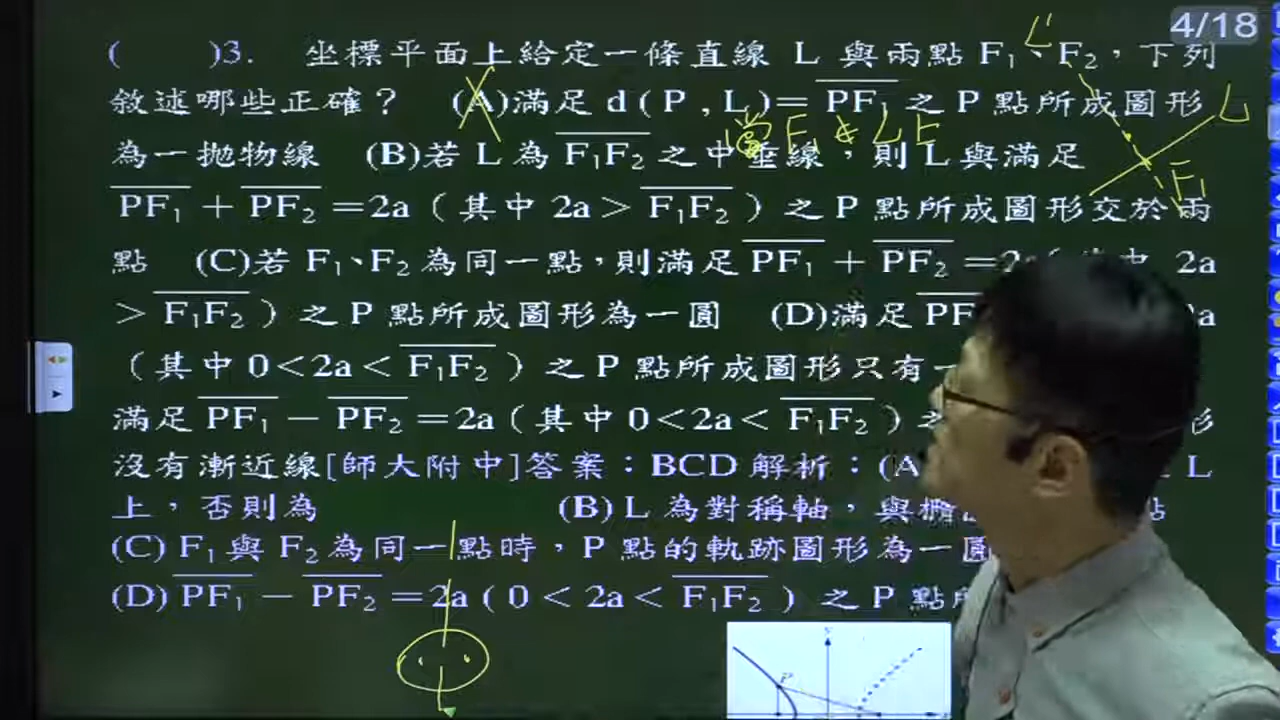 4/18
( )3. 坐標平面上給定一條直線 L 與兩點 F₁、F₂，下列
敘述哪些正確？ (A)滿足 d ( P , L )= PF₁ 之 P 點所成圖形
為一拋物線 (B)若 L 為 F₁F₂ 之中垂線，則 L 與滿足
PF₁ + PF₂ =2a ( 其中 2a > F₁F₂ ) 之 P 點所成圖形交於兩
點 (C)若 F₁、F₂ 為同一點，則滿足 PF₁ + PF₂ =2a 2a
> F₁F₂ ) 之 P 點所成圖形為一圓 (D)滿足 PF a
( 其中 0<2a< F₁F₂ ) 之 P 點所成圖形只有一
滿足 PF₁ － PF₂ =2a ( 其中 0<2a< F₁F₂ ) 之 形
沒有漸近線[師大附中]答案：BCD 解析：(A L
上，否則為 (B) L 為對稱軸，與橢 點
(C) F₁ 與 F₂ 為同一點時，P 點的軌跡圖形為一圓
(D) PF₁ － PF₂ =2a ( 0 < 2a < F₁F₂ ) 之 P 點所
L
F₁
當 F₁ L
L
P